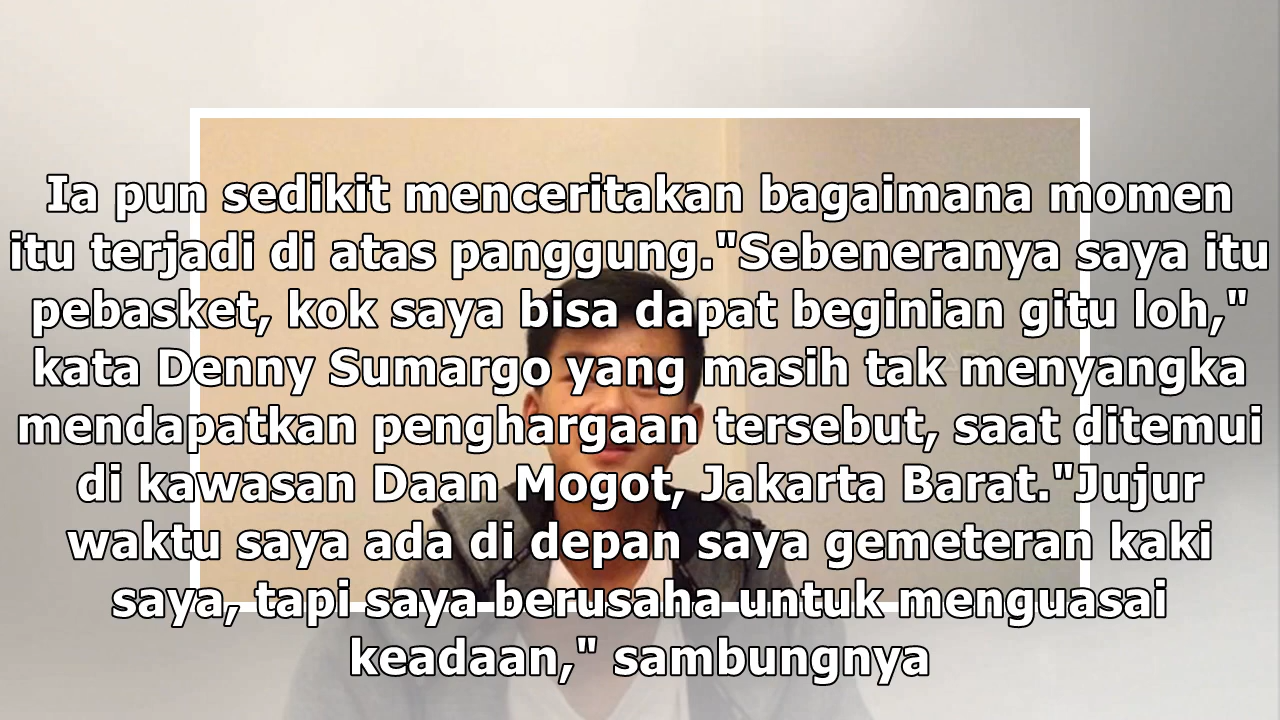 Ia pun sedikit menceritakan bagaimana momen
itu terjadi di atas panggung."Sebeneranya saya itu
pebasket, kok saya bisa dapat beginian gitu loh,"
kata Denny Sumargo yang masih tak menyangka
mendapatkan penghargaan tersebut, saat ditemui
di kawasan Daan Mogot, Jakarta Barat."Jujur
waktu saya ada di depan saya gemeteran kaki
saya, tapi saya berusaha untuk menguasai
keadaan," sambungnya